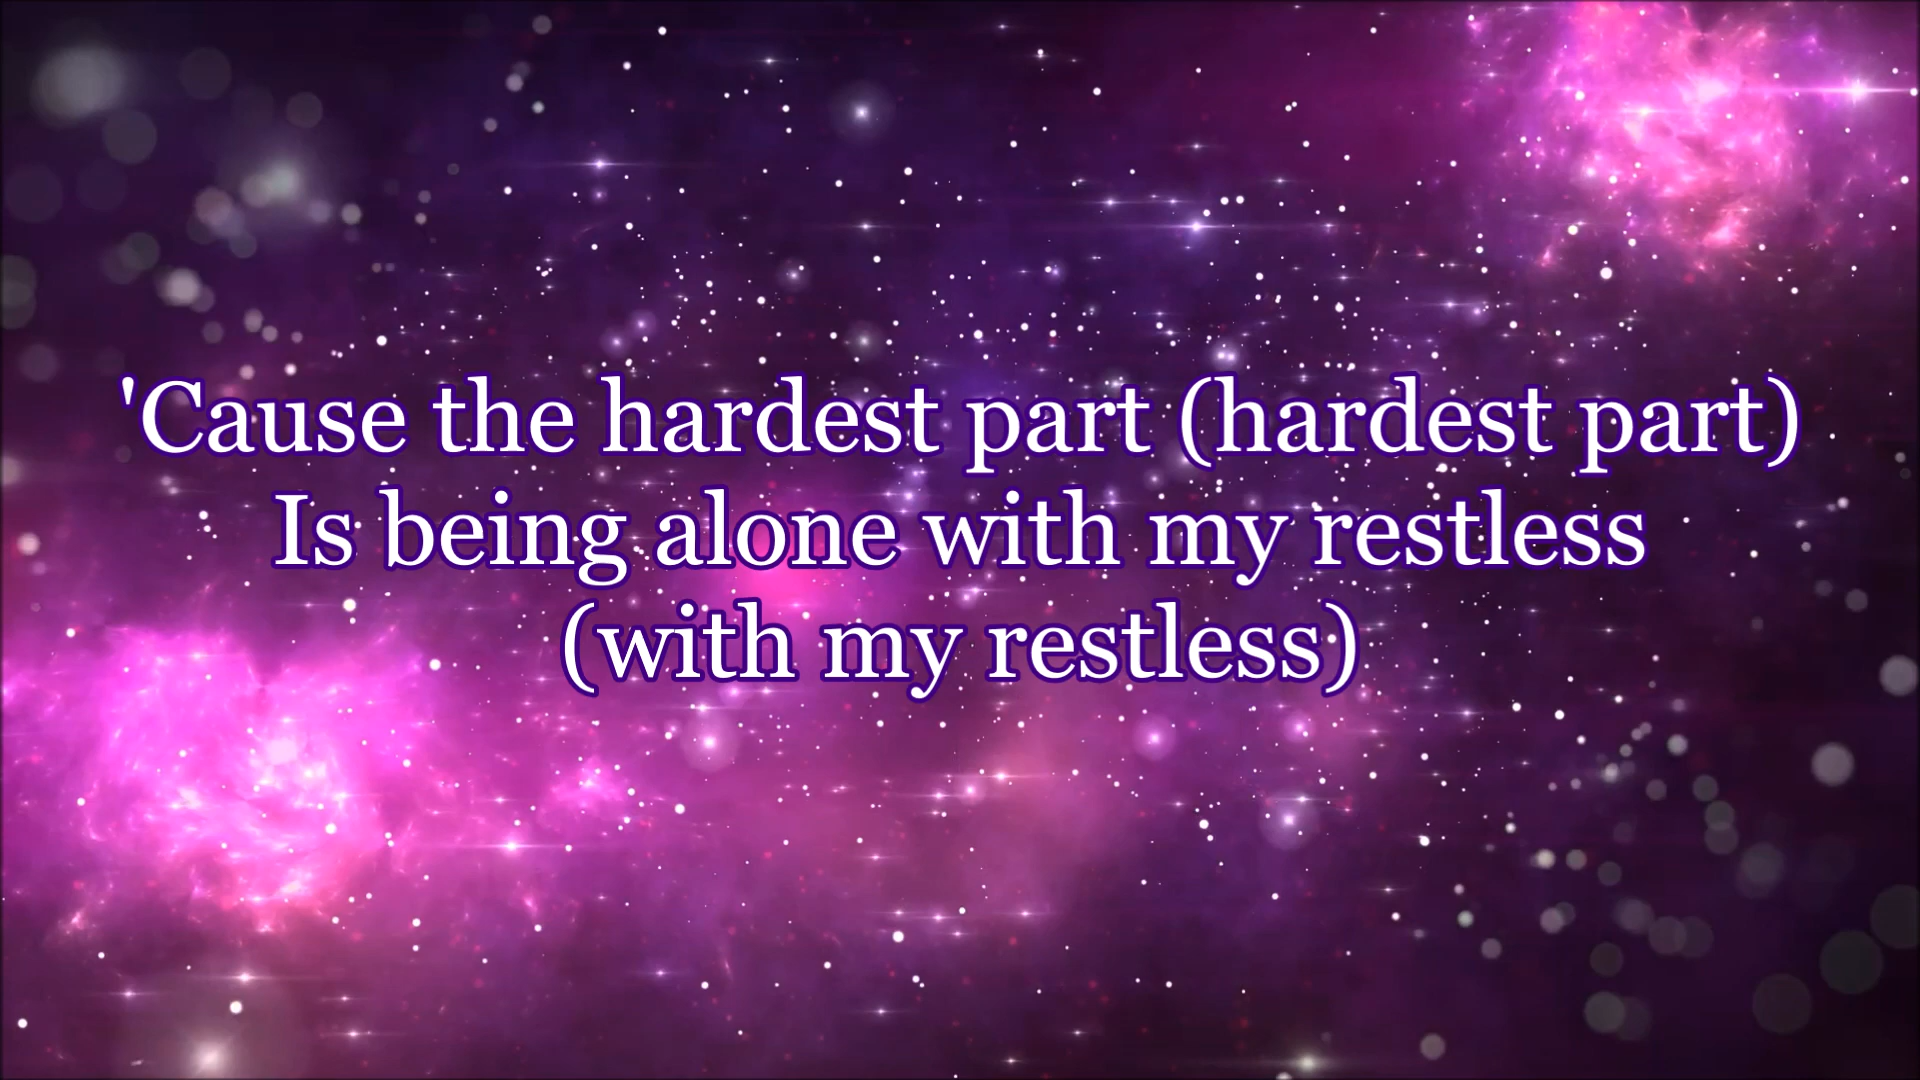 'Cause the hardest part (hardest part)
Is being alone with my restless
(with my restless)